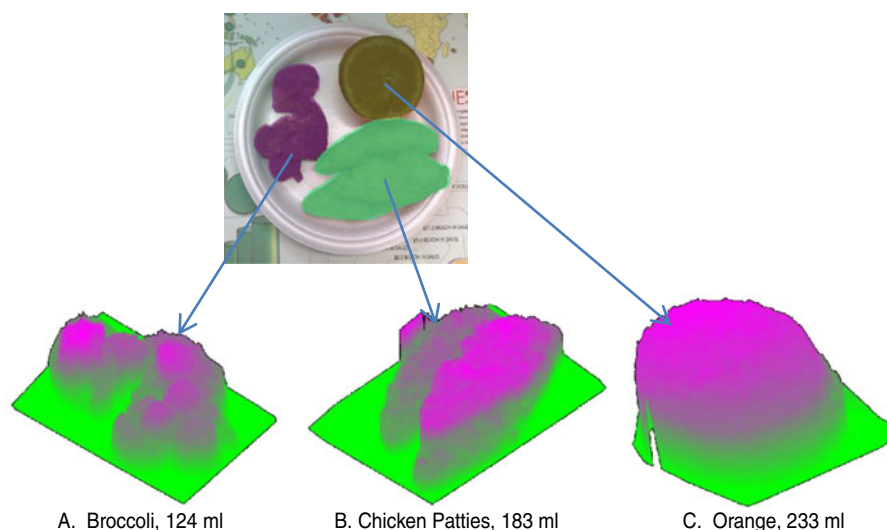 A. Broccoli, 124 ml
B. Chicken Patties, 183 ml
C. Orange, 233 ml